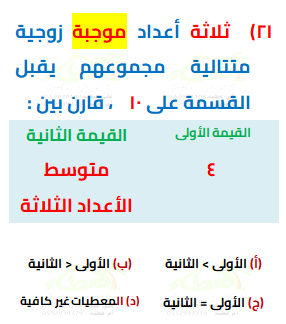 ٢١) ثلاثة أعداد موجبة زوجية
متتالية مجموعهم يقبل
القسمة على ١٠ ، قارن بين :
القيمة الأولى القيمة الثانية
٤ متوسط
الأعداد الثلاثة
(أ) الأولى > الثانية (ب) الأولى < الثانية
(ج) الأولى = الثانية (د) المعطيات غير كافية